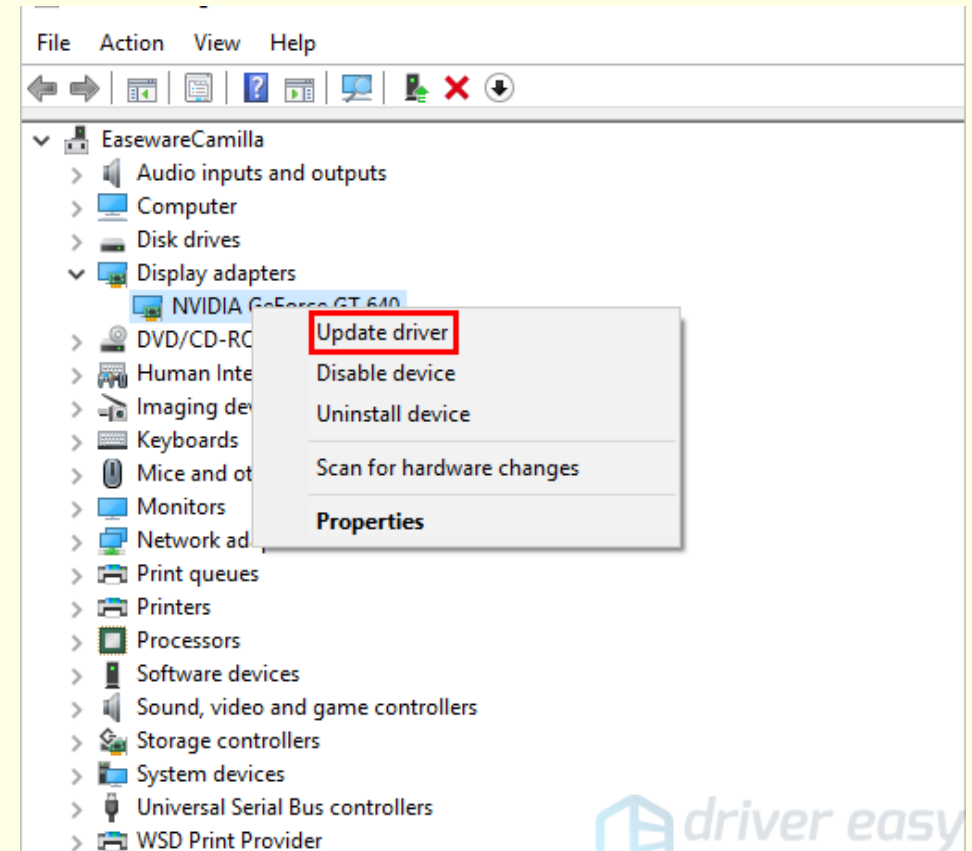 File Action View Help
EasewareCamilla
Audio inputs and outputs
Computer
Disk drives
Display adapters
NVIDIA GeForce GT 640
Update driver
DVD/CD-RO
Disable device
Human Inte
Imaging dev
Uninstall device
Keyboards
Mice and ot
Scan for hardware changes
Monitors
Properties
Network ad
Print queues
Printers
Processors
Software devices
Sound, video and game controllers
Storage controllers
System devices
Universal Serial Bus controllers
driver easy
WSD Print Provider